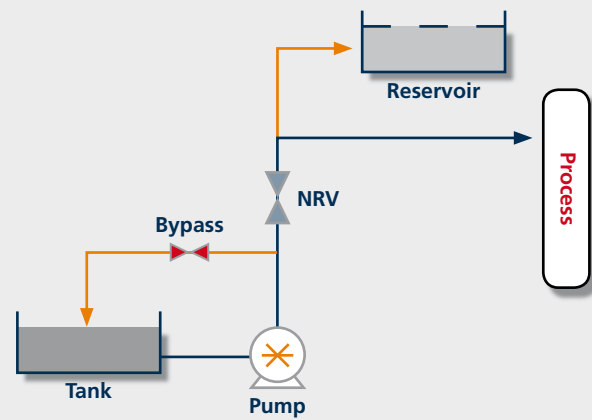 Reservoir
Process
NRV
Bypass
Tank
Pump